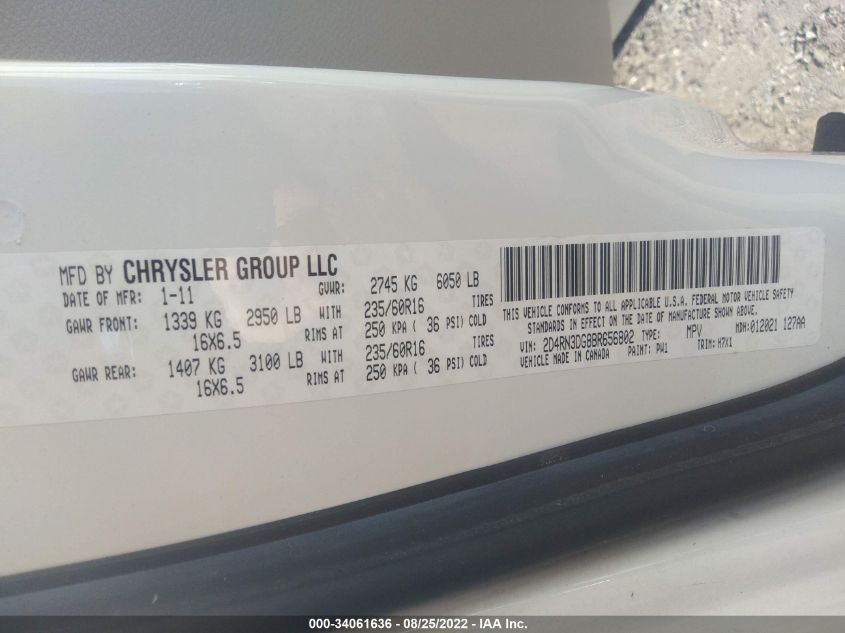 MFD BY CHRYSLER GROUP LLC
DATE OF MFR: 1-11 GVWR: 2745 KG 6050 LB
GAWR FRONT: 1339 KG 2950 LB WITH 235/60R16 TIRES
16X6.5 RIMS AT 250 KPA ( 36 PSI) COLD
GAWR REAR: 1407 KG 3100 LB WITH 235/60R16 TIRES
16X6.5 RIMS AT 250 KPA ( 36 PSI) COLD
THIS VEHICLE CONFORMS TO ALL APPLICABLE U.S.A. FEDERAL MOTOR VEHICLE SAFETY
STANDARDS IN EFFECT ON THE DATE OF MANUFACTURE SHOWN ABOVE.
VIN: 2D4RN3DG8BR656802 TYPE: MPV MDH:012021 127AA
VEHICLE MADE IN CANADA PAINT: PW1 TRIM: H7X1
000-34061636 - 08/25/2022 - IAA Inc.